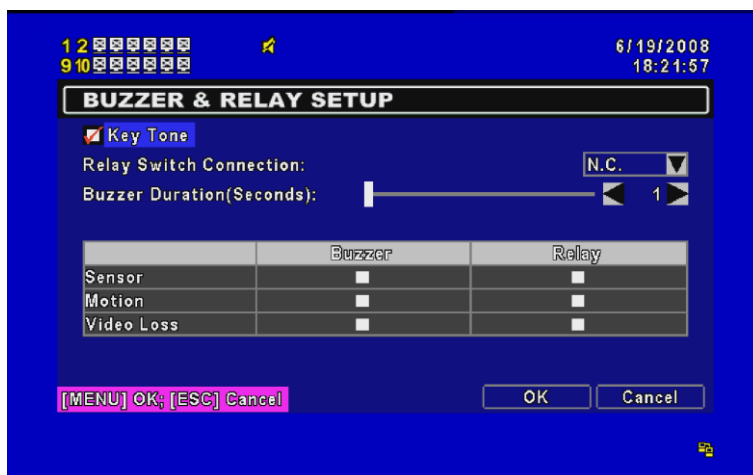 1 2
6/19/2008
9 10
18:21:57
BUZZER & RELAY SETUP
Key Tone
Relay Switch Connection: N.C.
Buzzer Duration(Seconds): 1
Buzzer Relay
Sensor
Motion
Video Loss
[MENU] OK; [ESC] Cancel
OK Cancel